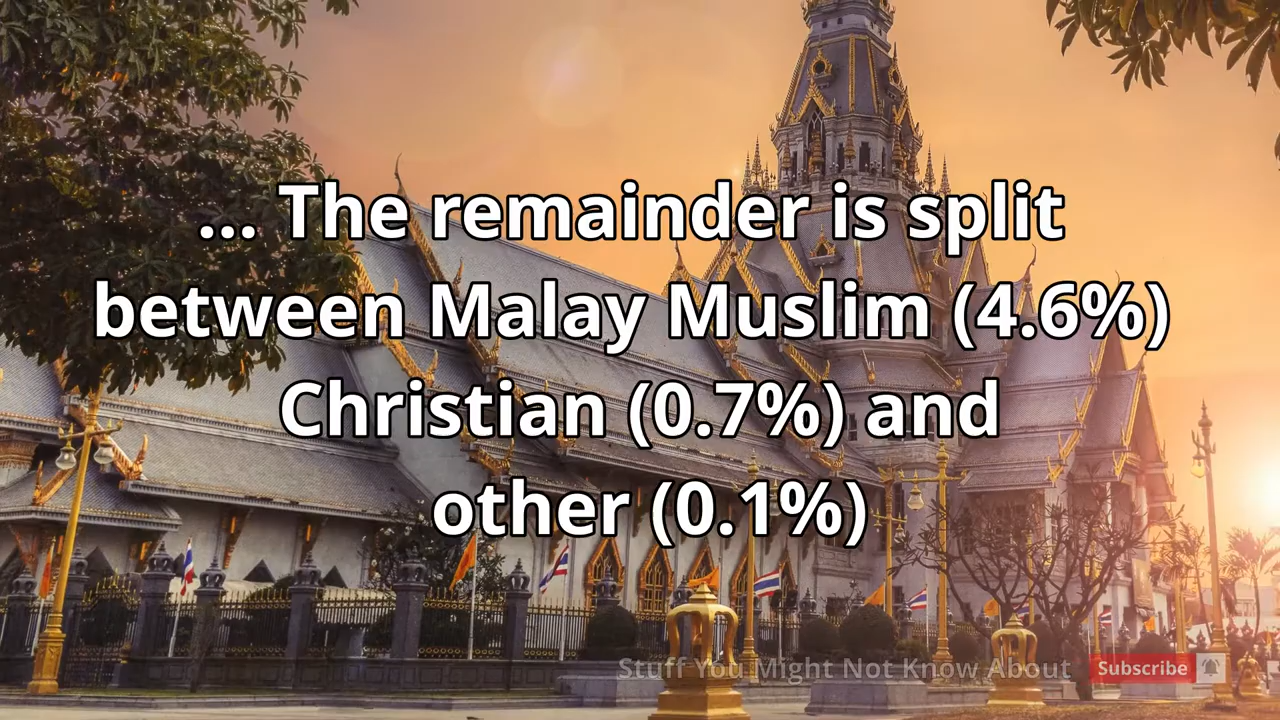 ... The remainder is split
between Malay Muslim (4.6%)
Christian (0.7%) and
other (0.1%)
Stuff You Might Not Know About
Subscribe